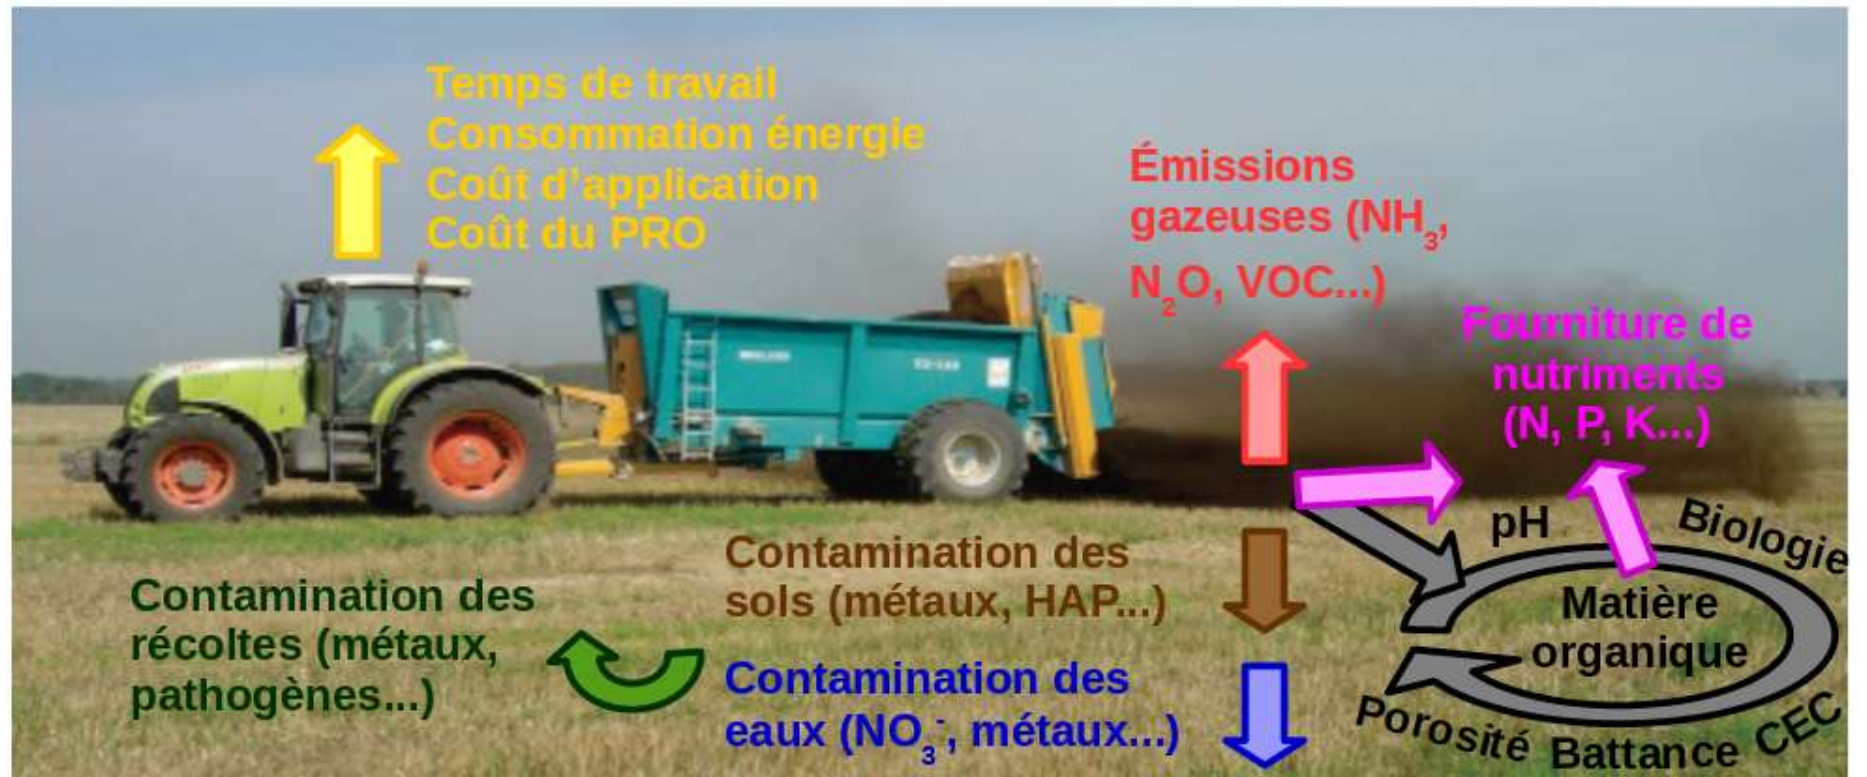 Temps de travail
Consommation énergie
Coût d’application
Coût du PRO
Émissions
gazeuses (NH₃,
N₂O, VOC...)
Fourniture de
nutriments
(N, P, K...)
pH
Biologie
Matière
organique
Porosité
Battance
CEC
Contamination des
sols (métaux, HAP...)
Contamination des
eaux (NO₃⁻, métaux...)
Contamination des
récoltes (métaux,
pathogènes...)